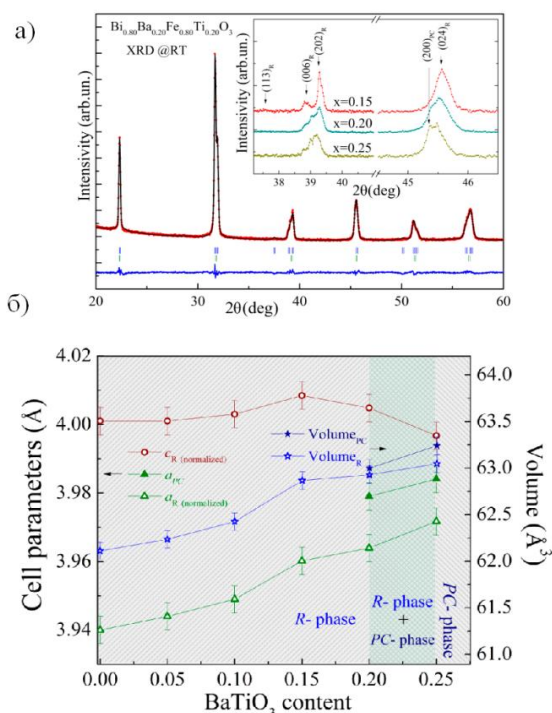 а)
Bi0.80Ba0.20Fe0.80Ti0.20O3
XRD @RT
Intensivity (arb.un.)
(113)R
(006)R
(202)R
(200)PC
(024)R
x=0.15
x=0.20
x=0.25
38 39 40 45 46
2θ(deg)
20 30 40 50 60
2θ(deg)
Intensivity(arb.un.)
б)
Cell parameters (Å)
4.02
4.00
3.98
3.96
3.94
cR (normalized)
aPC
aR (normalized)
VolumePC
VolumeR
R- phase
R- phase
+
PC- phase
PC- phase
64.0
63.5
63.0
62.5
62.0
61.5
61.0
Volume (Å3)
0.00 0.05 0.10 0.15 0.20 0.25
BaTiO3 content